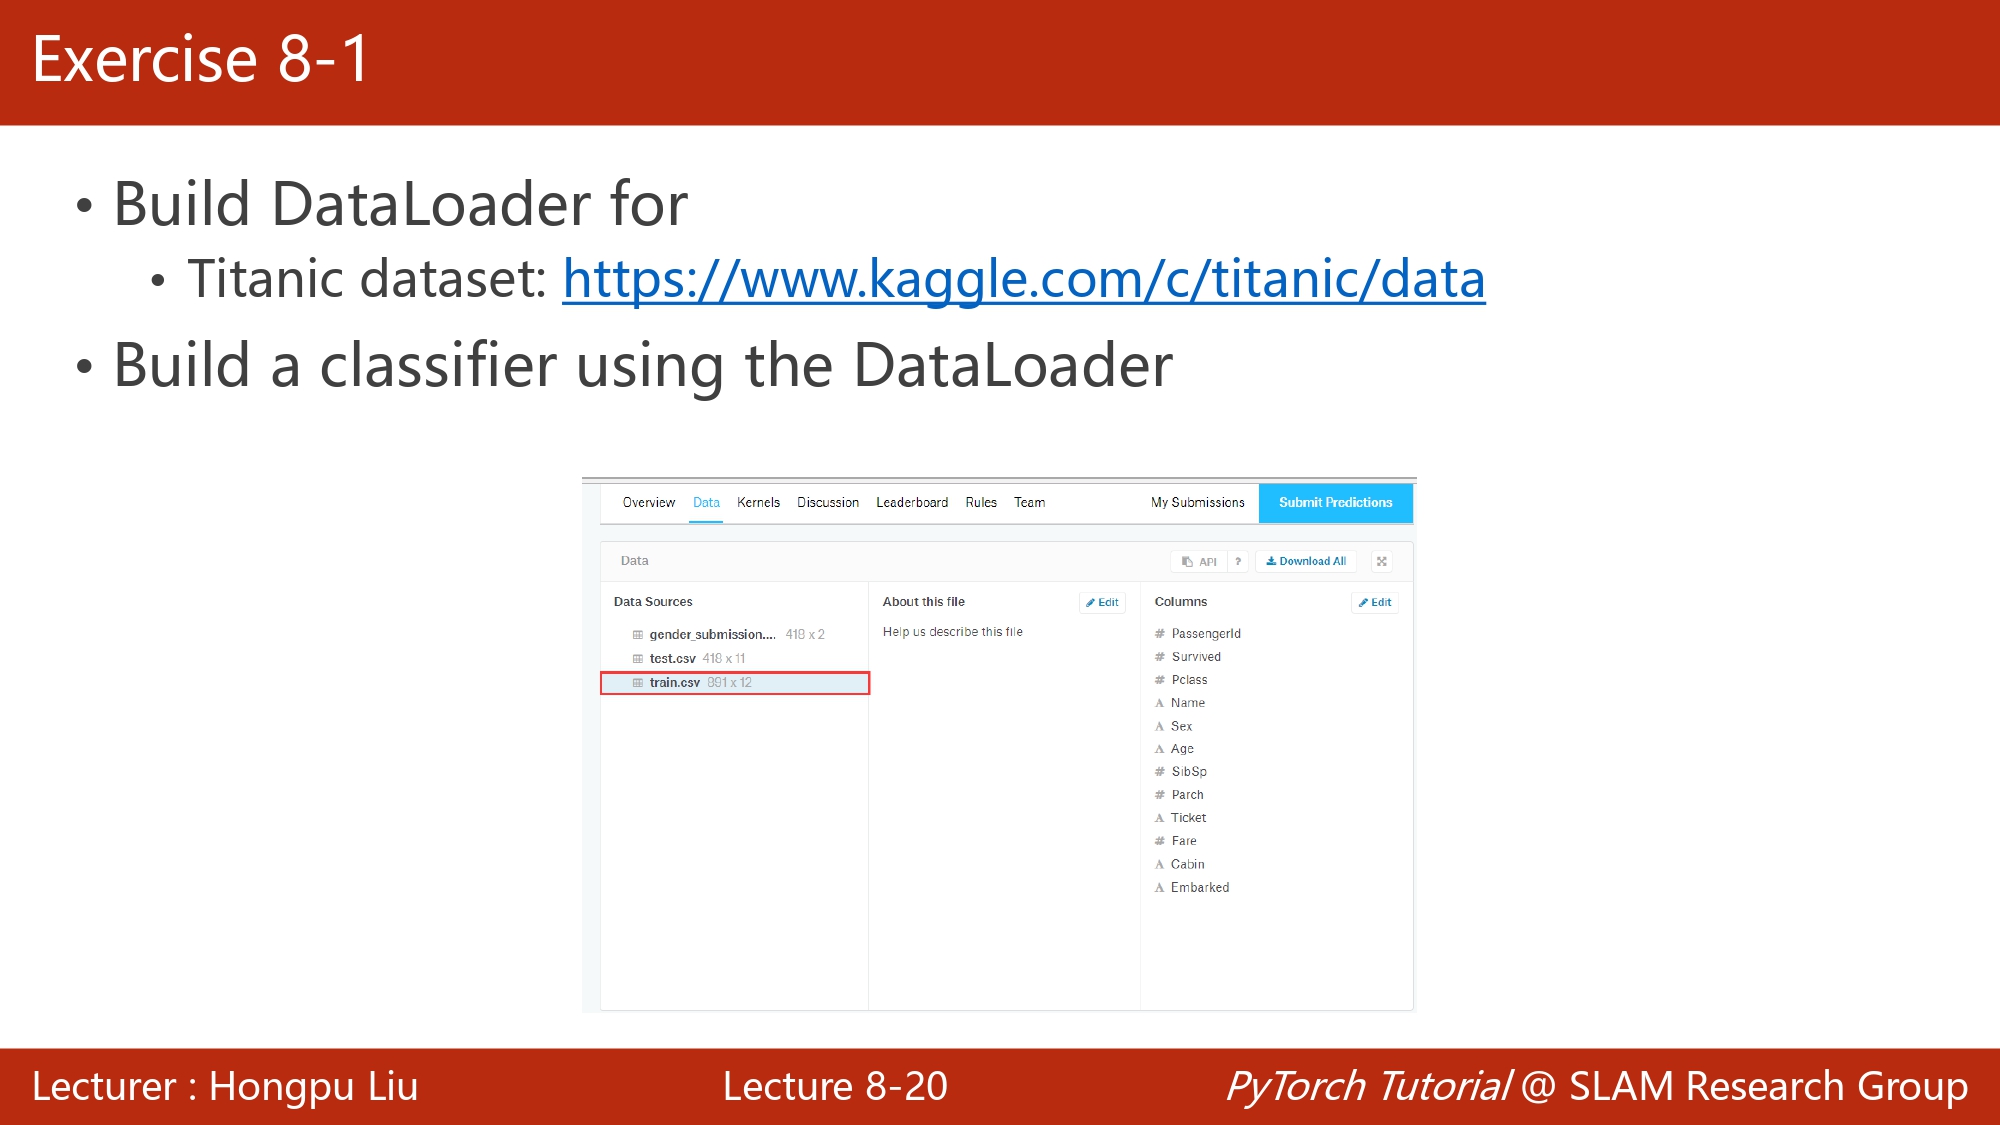 Exercise 8-1
• Build DataLoader for
• Titanic dataset: https://www.kaggle.com/c/titanic/data
• Build a classifier using the DataLoader
Overview Data Kernels Discussion Leaderboard Rules Team My Submissions Submit Predictions
Data API ? Download All
Data Sources
gender_submission.... 418 x 2
test.csv 418 x 11
train.csv 891 x 12
About this file Edit
Help us describe this file
Columns Edit
# PassengerId
# Survived
# Pclass
A Name
A Sex
A Age
# SibSp
# Parch
A Ticket
# Fare
A Cabin
A Embarked
Lecturer : Hongpu Liu Lecture 8-20 PyTorch Tutorial @ SLAM Research Group